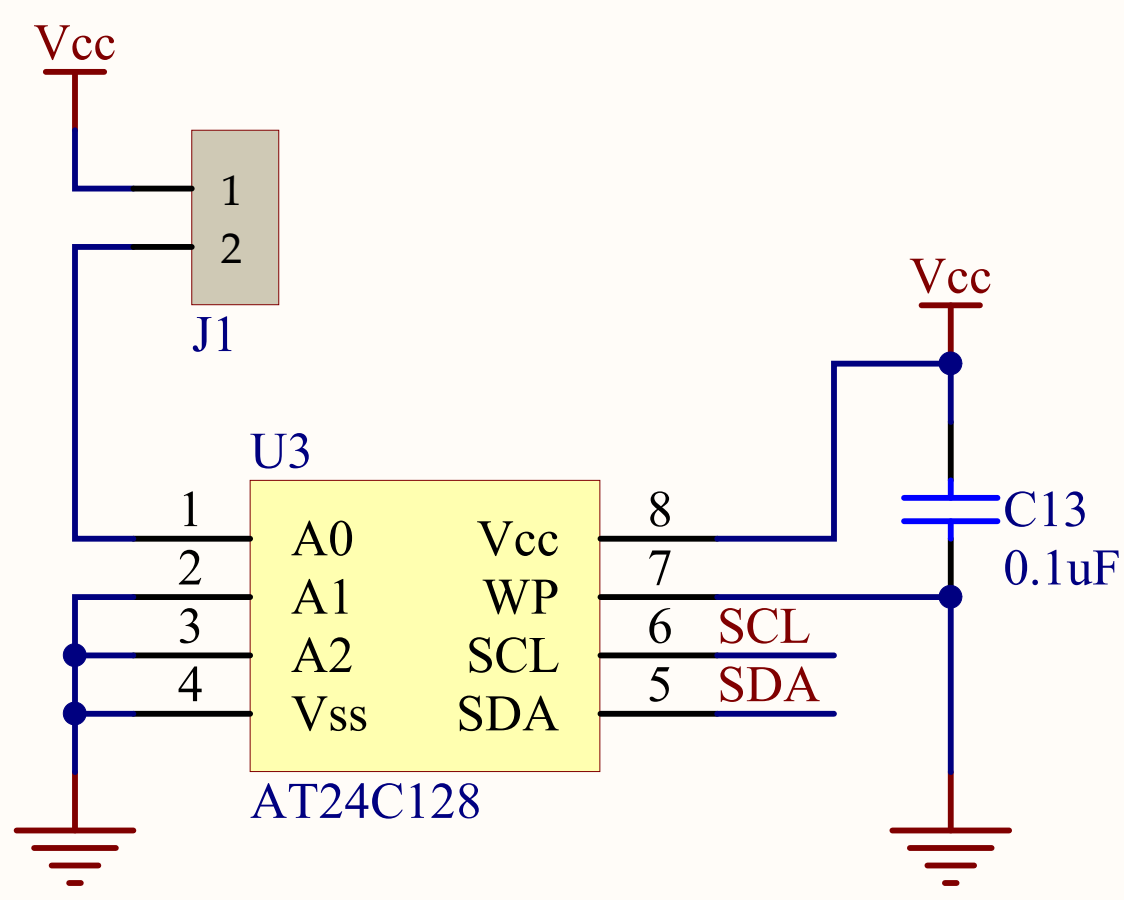 Vcc
1
2
J1
Vcc
U3
1 A0 Vcc 8
2 A1 WP 7
3 A2 SCL 6 SCL
4 Vss SDA 5 SDA
C13
0.1uF
AT24C128